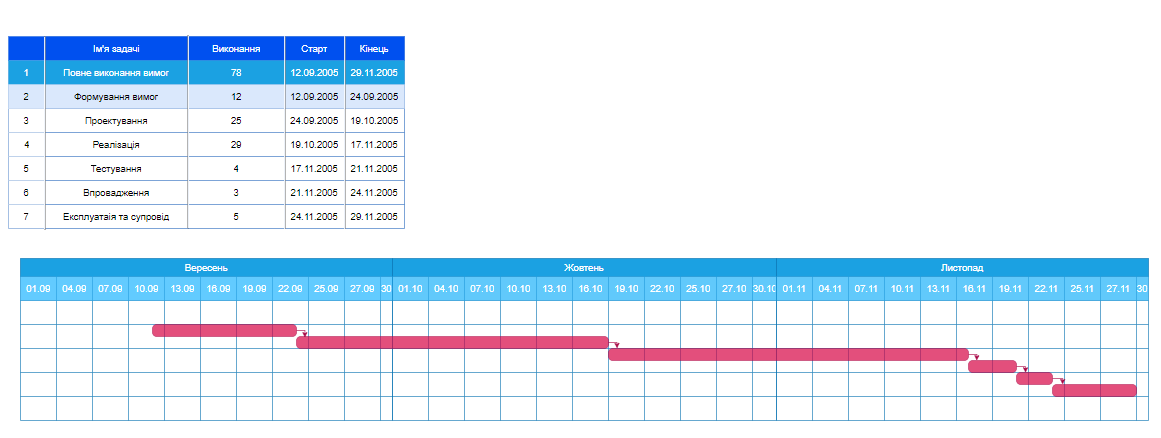 Ім'я задачі Виконання Старт Кінець
1 Повне виконання вимог 78 12.09.2005 29.11.2005
2 Формування вимог 12 12.09.2005 24.09.2005
3 Проектування 25 24.09.2005 19.10.2005
4 Реалізація 29 19.10.2005 17.11.2005
5 Тестування 4 17.11.2005 21.11.2005
6 Впровадження 3 21.11.2005 24.11.2005
7 Експлуатаія та супровід 5 24.11.2005 29.11.2005
Вересень Жовтень Листопад
01.09 04.09 07.09 10.09 13.09 16.09 19.09 22.09 25.09 27.09 30 01.10 04.10 07.10 10.10 13.10 16.10 19.10 22.10 25.10 27.10 30.10 01.11 04.11 07.11 10.11 13.11 16.11 19.11 22.11 25.11 27.11 30